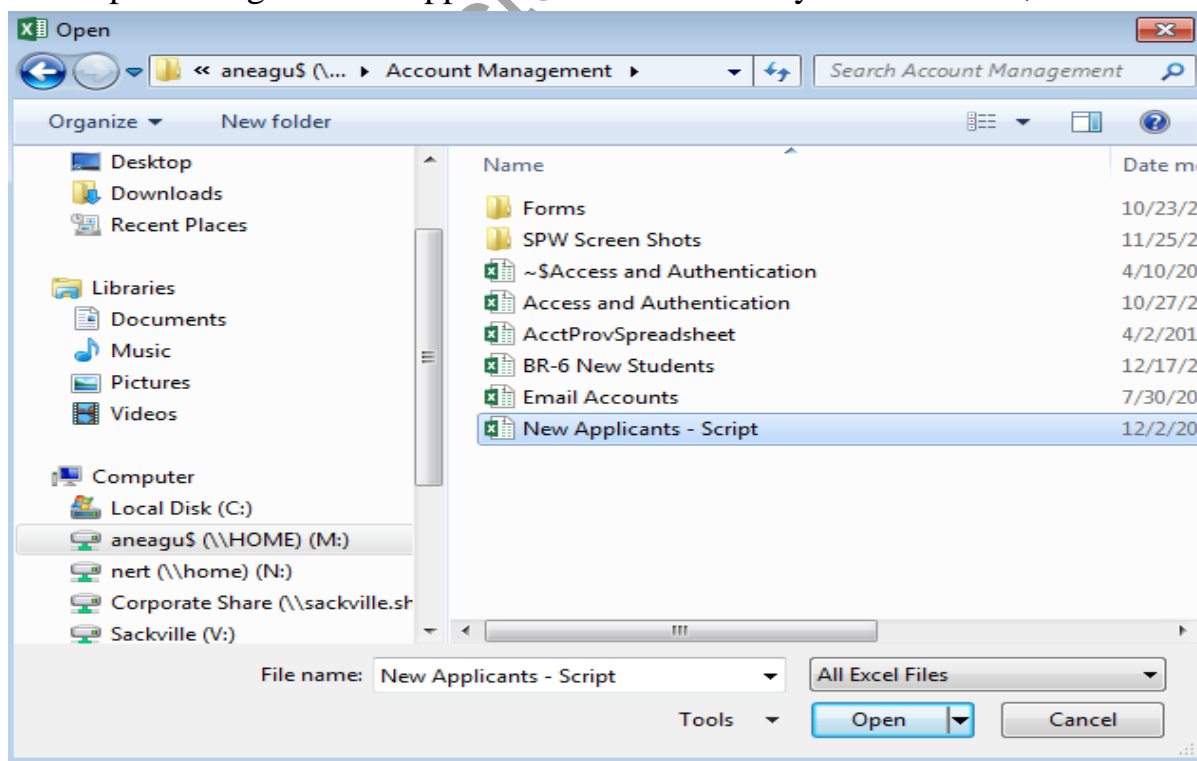 Open
« aneagu$ (\... ▸ Account Management ▸ Search Account Management
Organize New folder
Desktop
Downloads
Recent Places
Libraries
Documents
Music
Pictures
Videos
Computer
Local Disk (C:)
aneagu$ (\\HOME) (M:)
nert (\\home) (N:)
Corporate Share (\\sackville.sh
Sackville (V:)
Name Date m
Forms 10/23/2
SPW Screen Shots 11/25/2
~$Access and Authentication 4/10/20
Access and Authentication 10/27/2
AcctProvSpreadsheet 4/2/201
BR-6 New Students 12/17/2
Email Accounts 7/30/20
New Applicants - Script 12/2/20
File name: New Applicants - Script All Excel Files
Tools Open Cancel